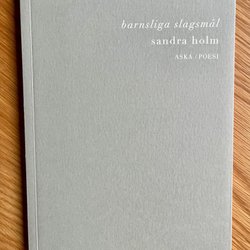 barnsliga slagsmål
sandra holm
ASKA / POESI